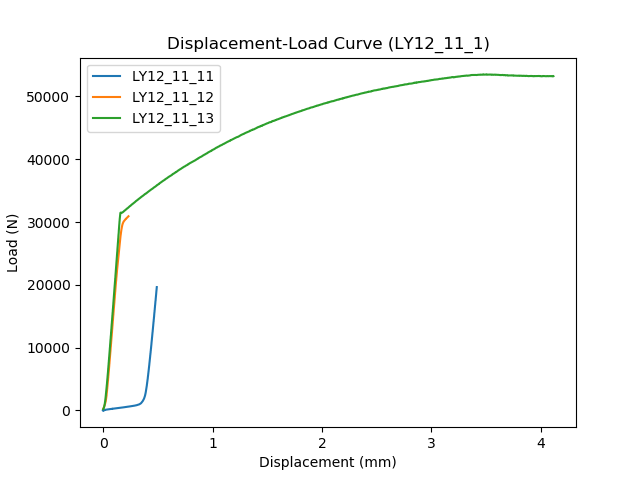 Displacement-Load Curve (LY12_11_1)
LY12_11_11
LY12_11_12
LY12_11_13
50000
40000
30000
20000
10000
0
Load (N)
0 1 2 3 4
Displacement (mm)